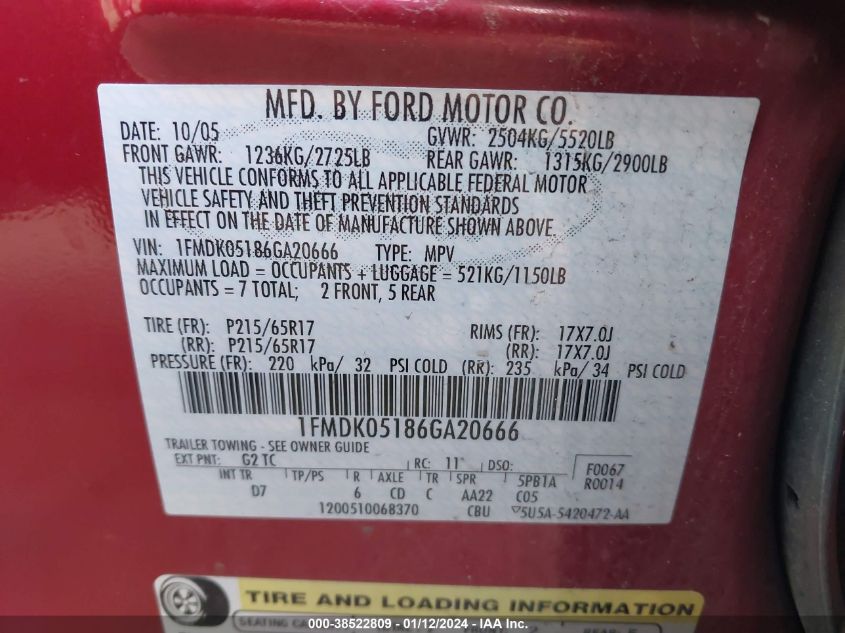 MFD. BY FORD MOTOR CO.
DATE: 10/05 GVWR: 2504KG/5520LB
FRONT GAWR: 1236KG/2725LB REAR GAWR: 1315KG/2900LB
THIS VEHICLE CONFORMS TO ALL APPLICABLE FEDERAL MOTOR
VEHICLE SAFETY AND THEFT PREVENTION STANDARDS
IN EFFECT ON THE DATE OF MANUFACTURE SHOWN ABOVE.
VIN: 1FMDK05186GA20666 TYPE: MPV
MAXIMUM LOAD = OCCUPANTS + LUGGAGE = 521KG/1150LB
OCCUPANTS = 7 TOTAL; 2 FRONT, 5 REAR
TIRE (FR): P215/65R17 RIMS (FR): 17X7.0J
(RR): P215/65R17 (RR): 17X7.0J
PRESSURE (FR): 220 kPa/ 32 PSI COLD (RR): 235 kPa/ 34 PSI COLD
1FMDK05186GA20666
TRAILER TOWING - SEE OWNER GUIDE
EXT PNT: G2 TC RC: 11 DSO: F0067
INT TR TP/PS R AXLE TR SPR 5PB1A R0014
D7 6 CD C AA22 C05
1200510068370 CBU ▽5U5A-5420472-AA
TIRE AND LOADING INFORMATION
SEATING
000-38522809 - 01/12/2024 - IAA Inc.